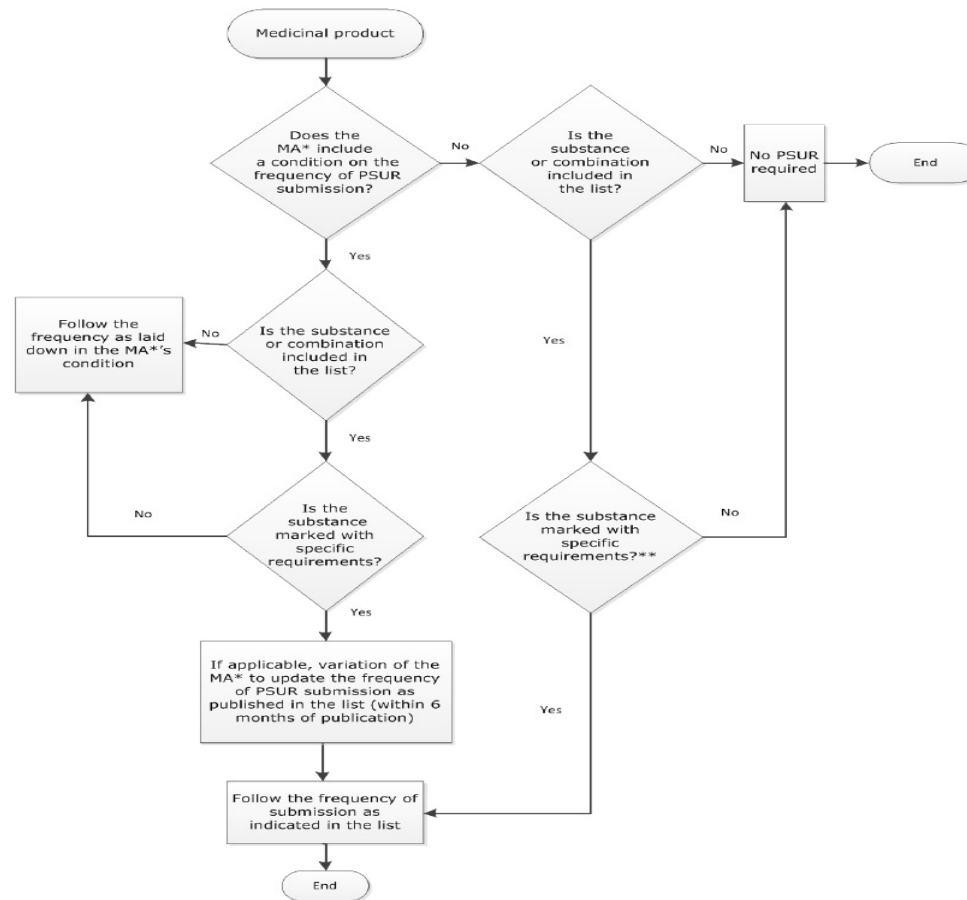 Medicinal product
Does the
MA* include
a condition on the
frequency of PSUR
submission?
No
Is the
substance
or combination
included in
the list?
No
No PSUR
required
End
Yes
Follow the
frequency as laid
down in the MA*'s
condition
No
Is the substance
or combination
included in
the list?
Yes
Yes
Is the
substance
marked with
specific
requirements?
No
Is the substance
marked with
specific
requirements?**
No
Yes
If applicable, variation of the
MA* to update the frequency
of PSUR submission as
published in the list (within 6
months of publication)
Yes
Follow the frequency of
submission as
indicated in the list
End